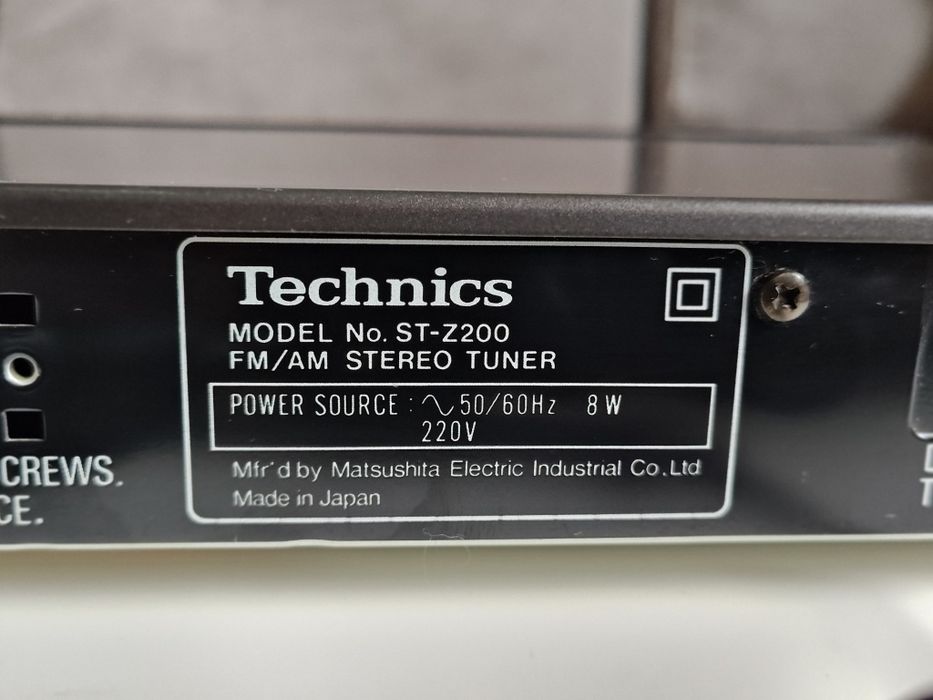 Technics
MODEL No. ST-Z200
FM/AM STEREO TUNER
POWER SOURCE : ∿ 50/60Hz 8W
220V
Mfr'd by Matsushita Electric Industrial Co., Ltd
Made in Japan
CREWS.
CE.